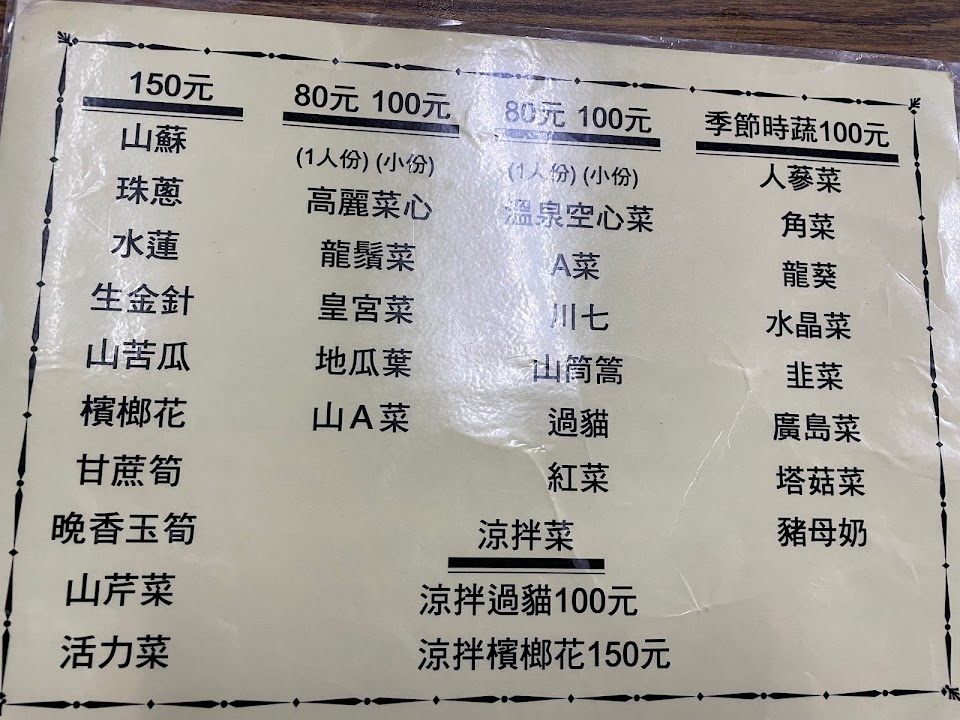 150元
山蘇
珠蔥
水蓮
生金針
山苦瓜
檳榔花
甘蔗筍
晚香玉筍
山芹菜
活力菜
80元 100元
(1人份) (小份)
高麗菜心
龍鬚菜
皇宮菜
地瓜葉
山A菜
80元 100元
(1人份) (小份)
溫泉空心菜
A菜
川七
山筒篙
過貓
紅菜
季節時蔬100元
人蔘菜
角菜
龍葵
水晶菜
韭菜
廣島菜
塔菇菜
豬母奶
涼拌菜
涼拌過貓100元
涼拌檳榔花150元